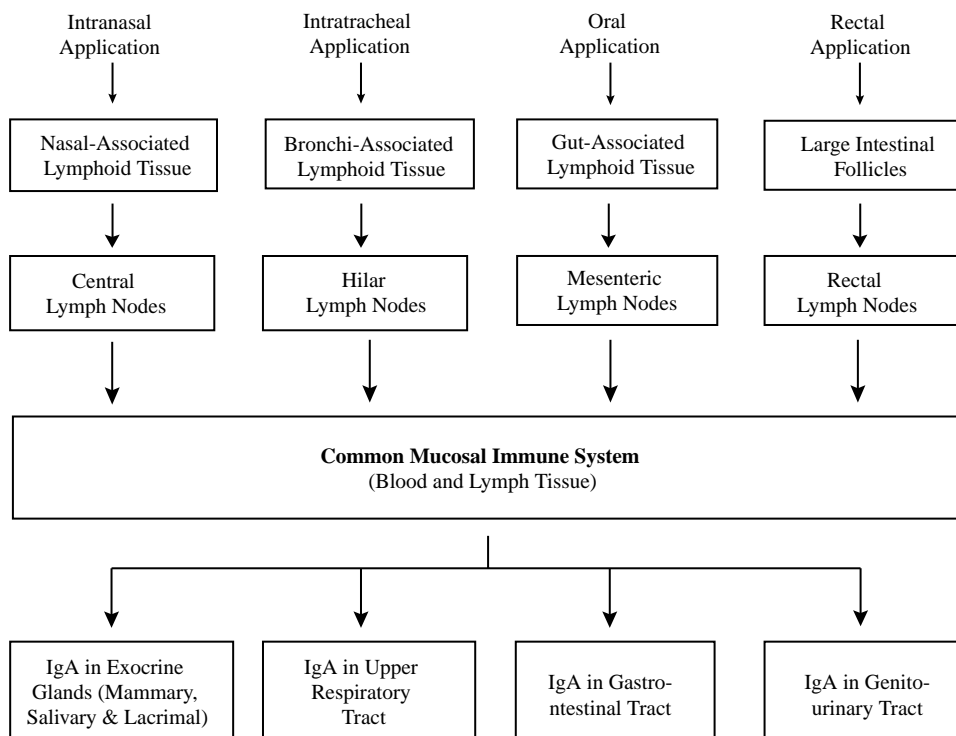 Intranasal
Application
Intratracheal
Application
Oral
Application
Rectal
Application
Nasal-Associated
Lymphoid Tissue
Bronchi-Associated
Lymphoid Tissue
Gut-Associated
Lymphoid Tissue
Large Intestinal
Follicles
Central
Lymph Nodes
Hilar
Lymph Nodes
Mesenteric
Lymph Nodes
Rectal
Lymph Nodes
Common Mucosal Immune System
(Blood and Lymph Tissue)
IgA in Exocrine
Glands (Mammary,
Salivary & Lacrimal)
IgA in Upper
Respiratory
Tract
IgA in Gastro-
ntestinal Tract
IgA in Genito-
urinary Tract